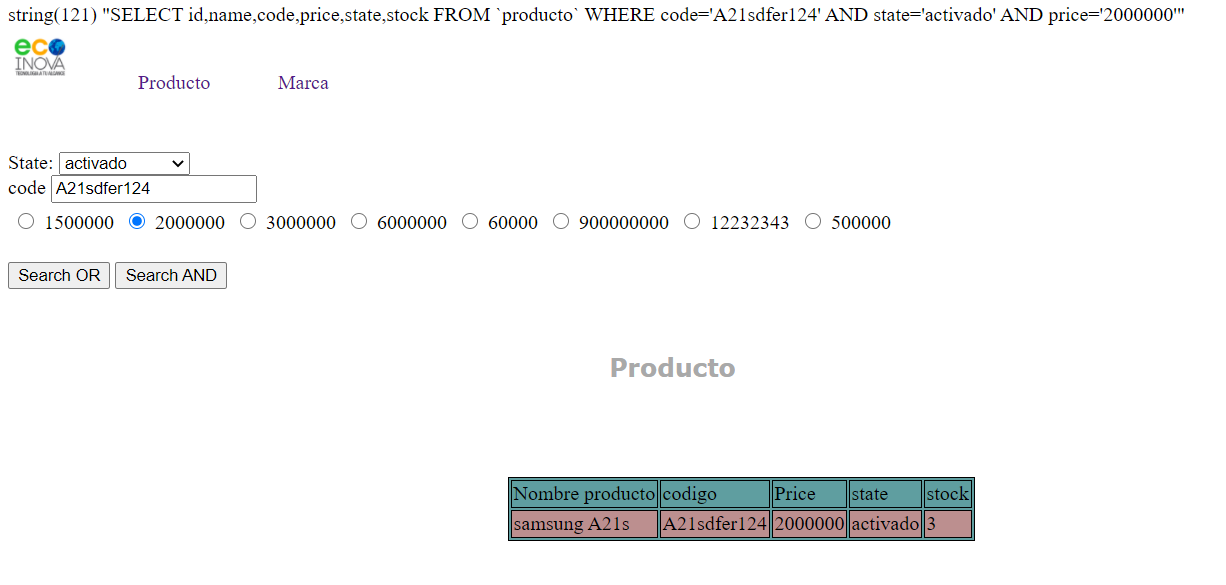 string(121) "SELECT id,name,code,price,state,stock FROM `producto` WHERE code='A21sdfer124' AND state='activado' AND price='2000000'"
eco
INOVA
TECNOLOGIA A TU ALCANCE
Producto Marca
State: activado
code A21sdfer124
1500000 2000000 3000000 6000000 60000 900000000 12232343 500000
Search OR Search AND
Producto
Nombre producto codigo Price state stock
samsung A21s A21sdfer124 2000000 activado 3